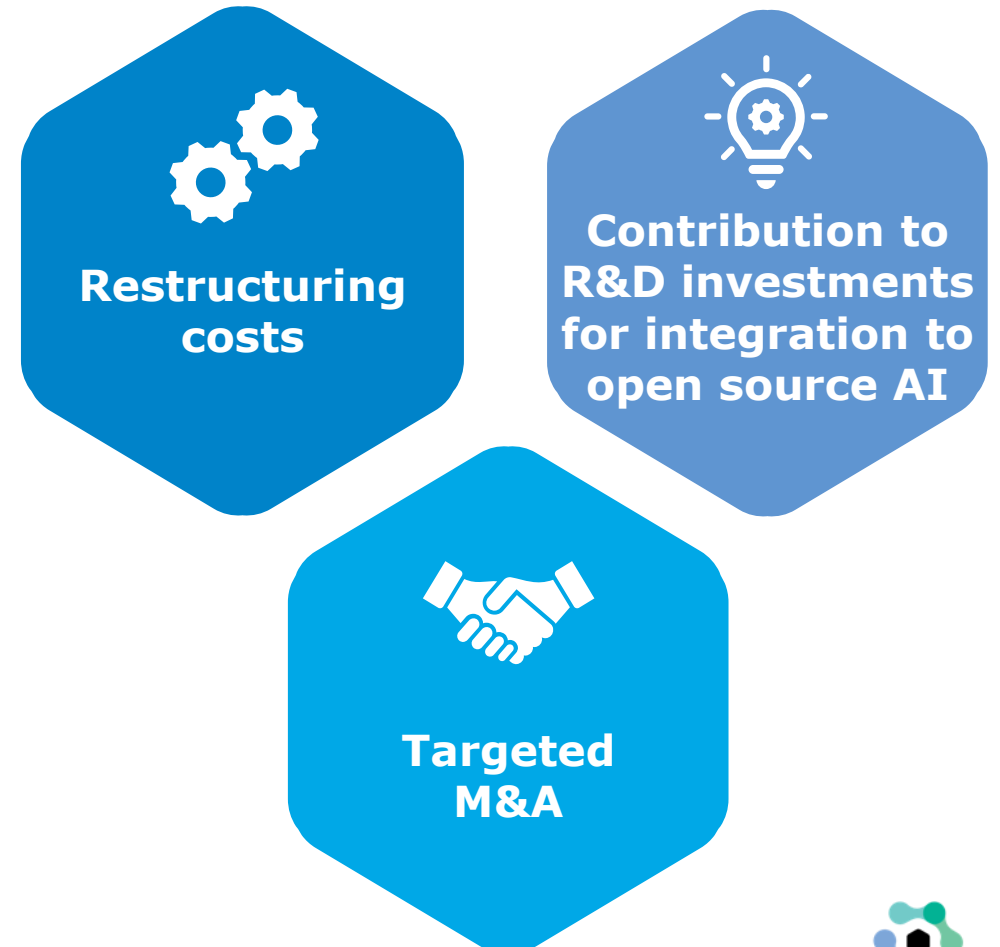 Restructuring
costs
Contribution to
R&D investments
for integration to
open source AI
Targeted
M&A